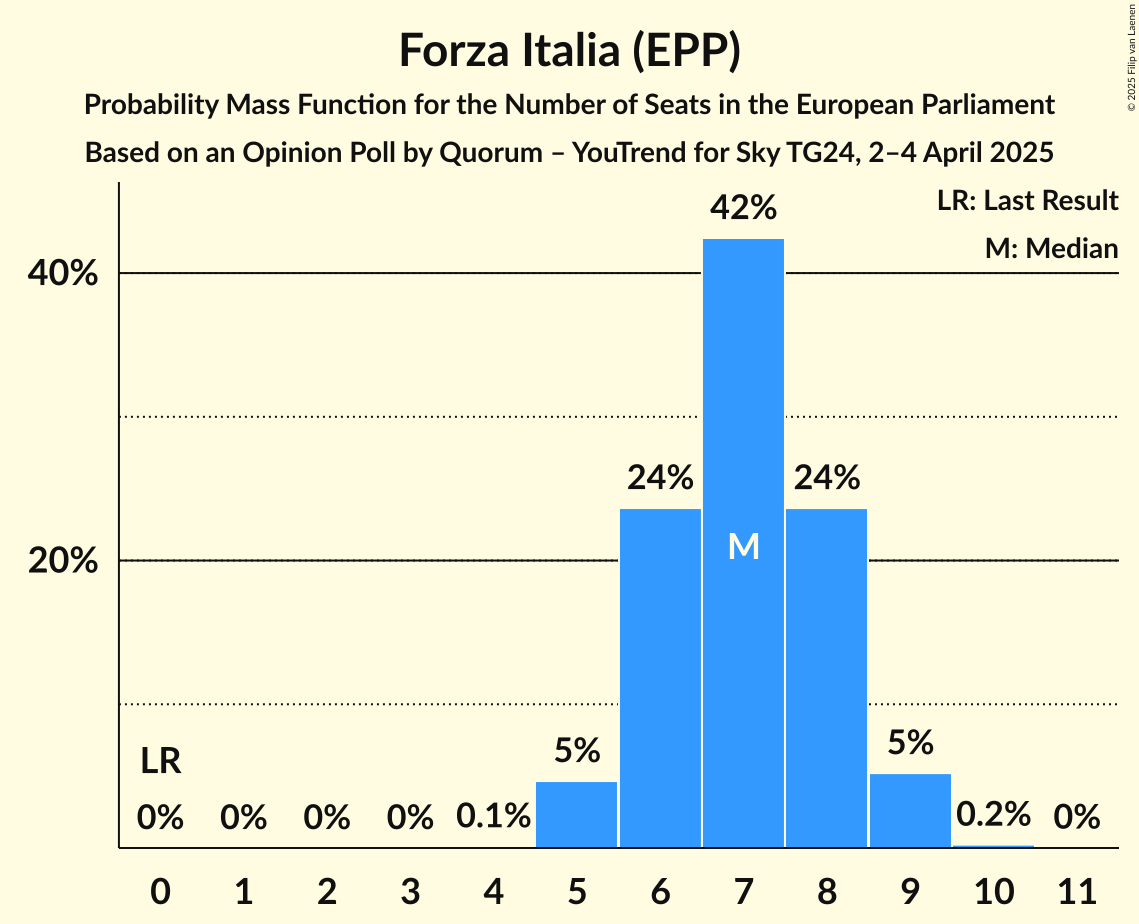 Forza Italia (EPP)
Probability Mass Function for the Number of Seats in the European Parliament
Based on an Opinion Poll by Quorum – YouTrend for Sky TG24, 2–4 April 2025
© 2025 Filip van Laenen
LR: Last Result
M: Median
42%
40%
24%
24%
M
20%
LR
5%
5%
0%
0%
0%
0%
0.1%
0.2%
0%
0 1 2 3 4 5 6 7 8 9 10 11